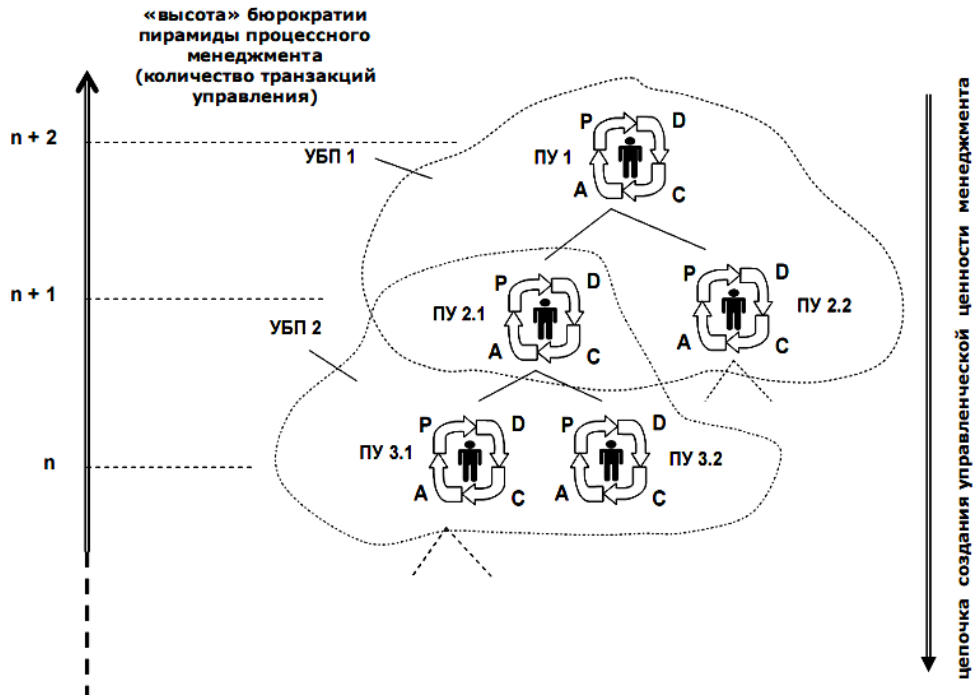 «высота» бюрократии
пирамиды процессного
менеджмента
(количество транзакций
управления)
n + 2
УБП 1
ПУ 1
P
D
A
C
n + 1
УБП 2
ПУ 2.1
P
D
A
C
ПУ 2.2
P
D
A
C
n
ПУ 3.1
P
D
A
C
ПУ 3.2
P
D
A
C
цепочка создания управленческой ценности менеджмента